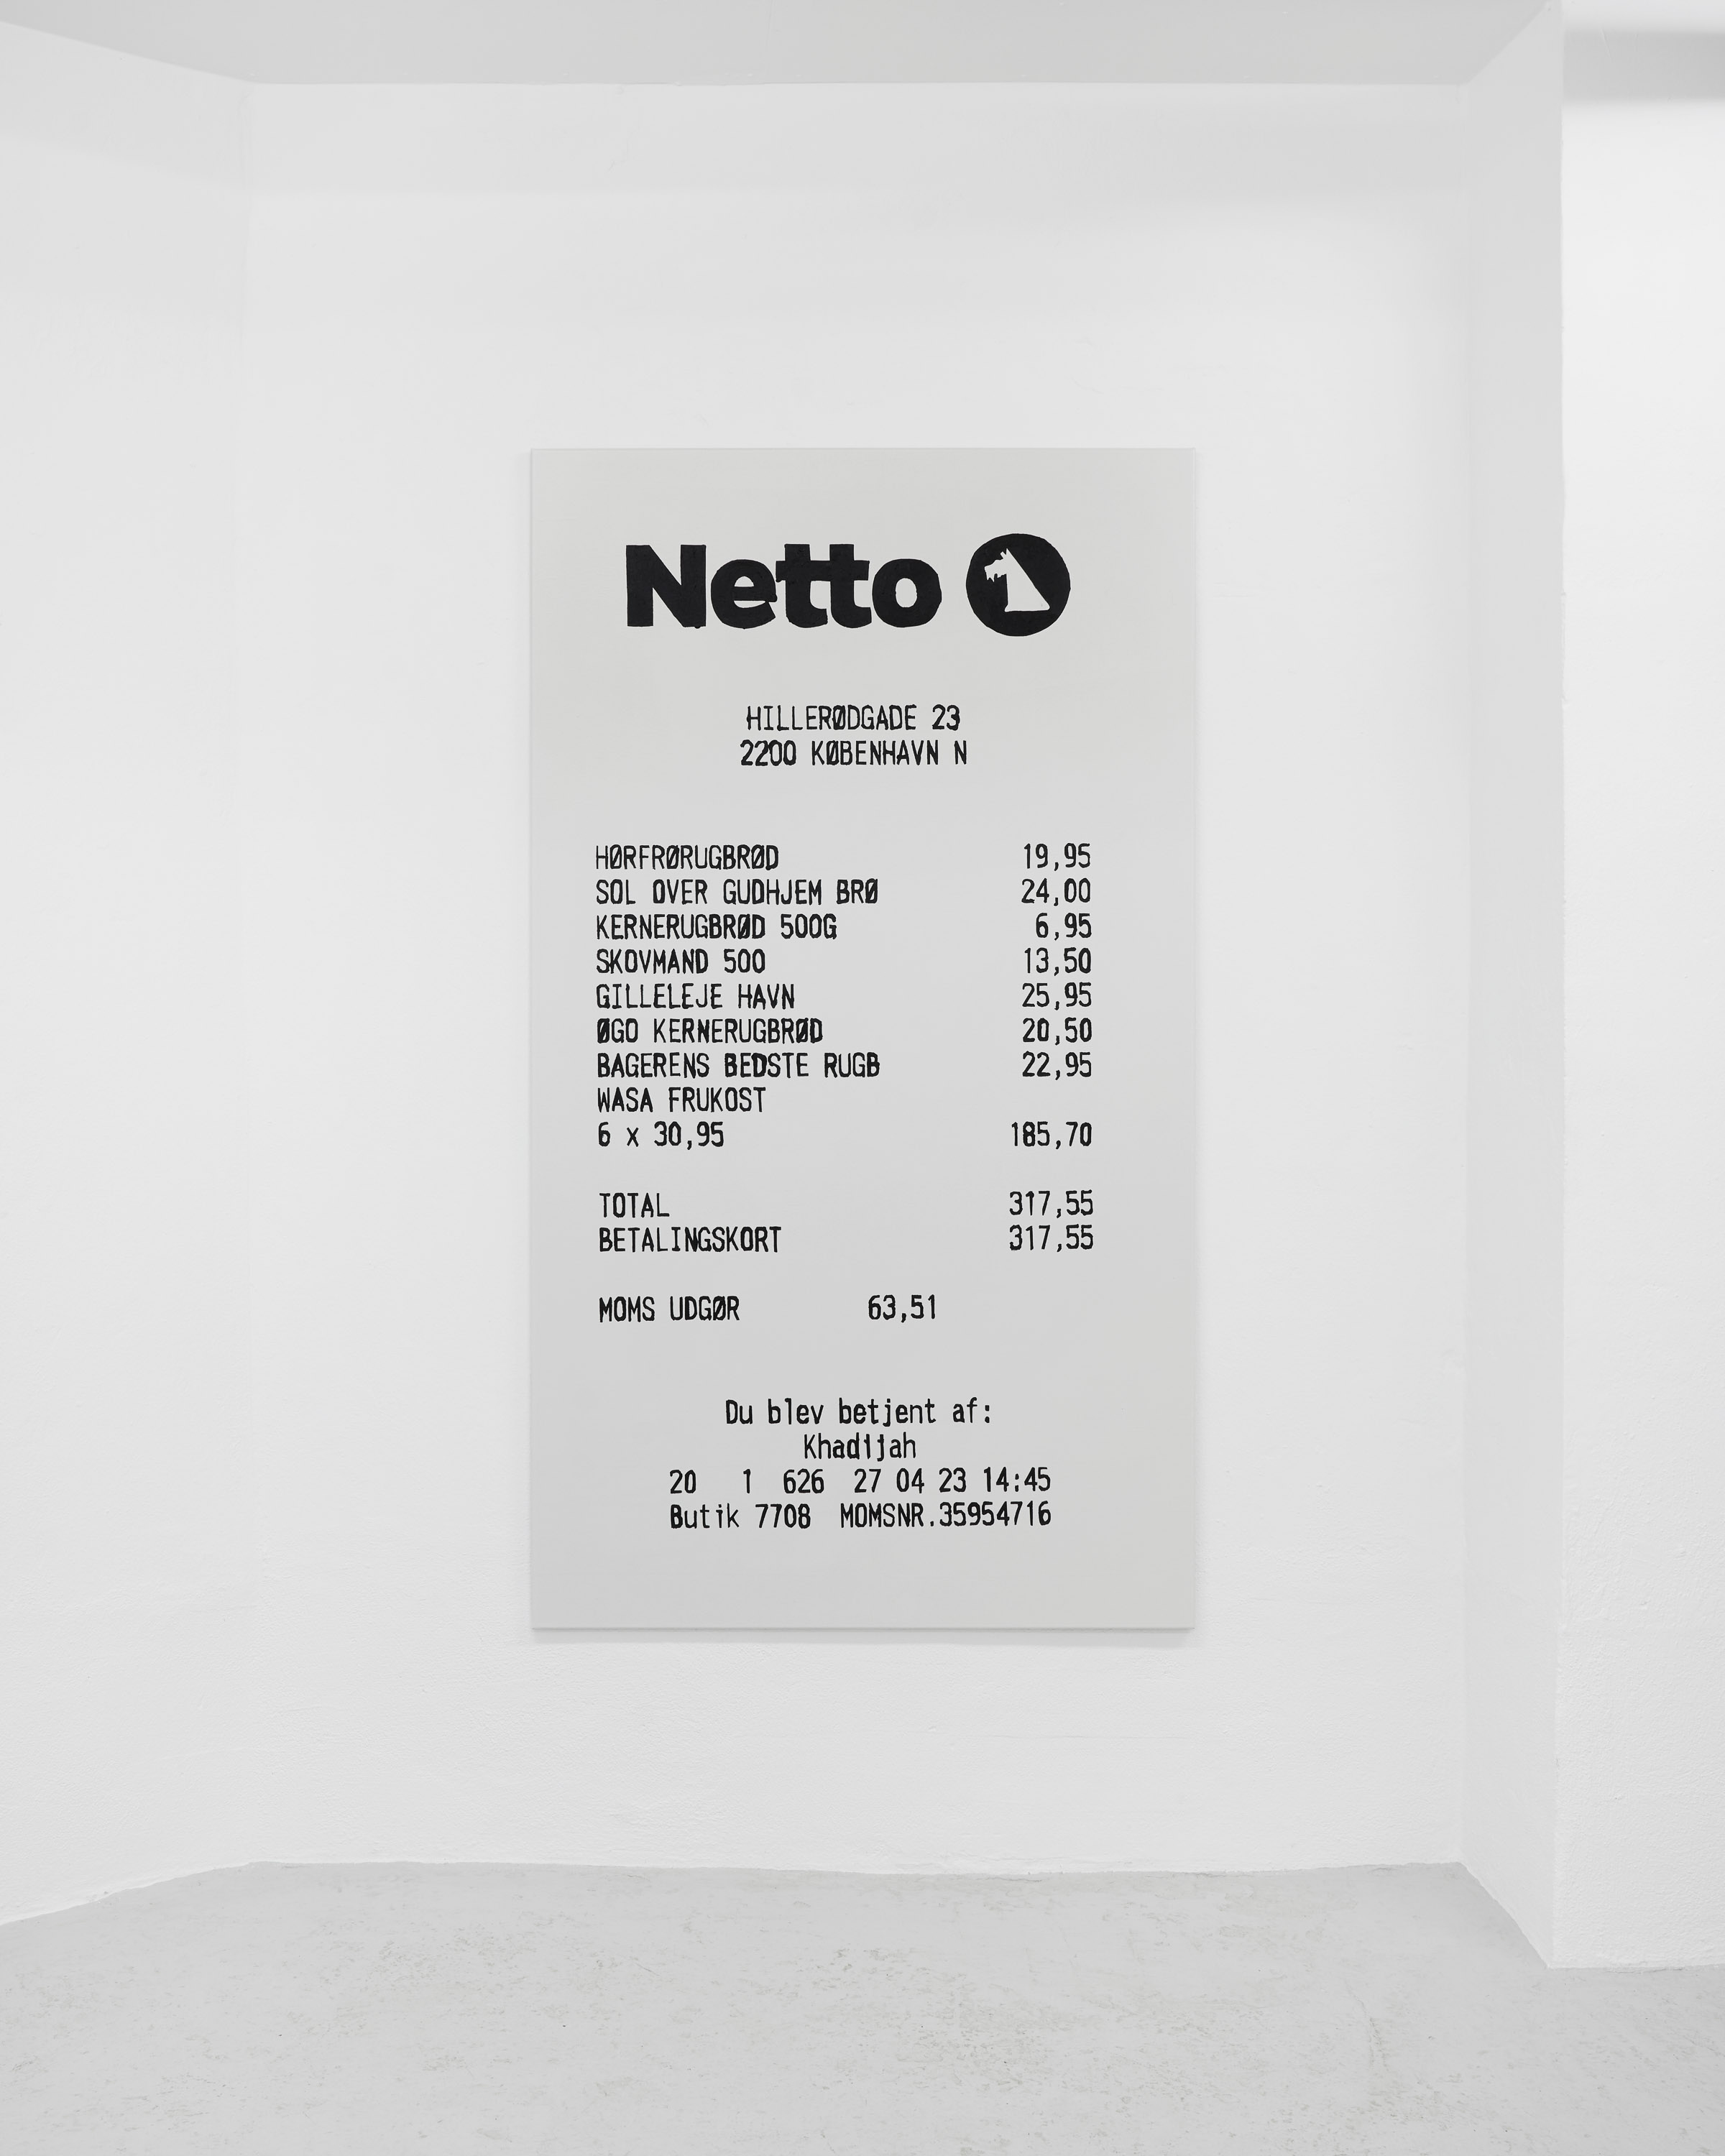 Netto
HILLERØDGADE 23
2200 KØBENHAVN N
HØRFRØRUGBRØD 19,95
SOL OVER GUDHJEM BRØ 24,00
KERNERUGBRØD 500G 6,95
SKOVMAND 500 13,50
GILLELEJE HAVN 25,95
ØGO KERNERUGBRØD 20,50
BAGERENS BEDSTE RUGB 22,95
WASA FRUKOST
6 x 30,95 185,70
TOTAL 317,55
BETALINGSKORT 317,55
MOMS UDGØR 63,51
Du blev betjent af:
Khadijah
20 1 626 27 04 23 14:45
Butik 7708 MOMSNR.35954716